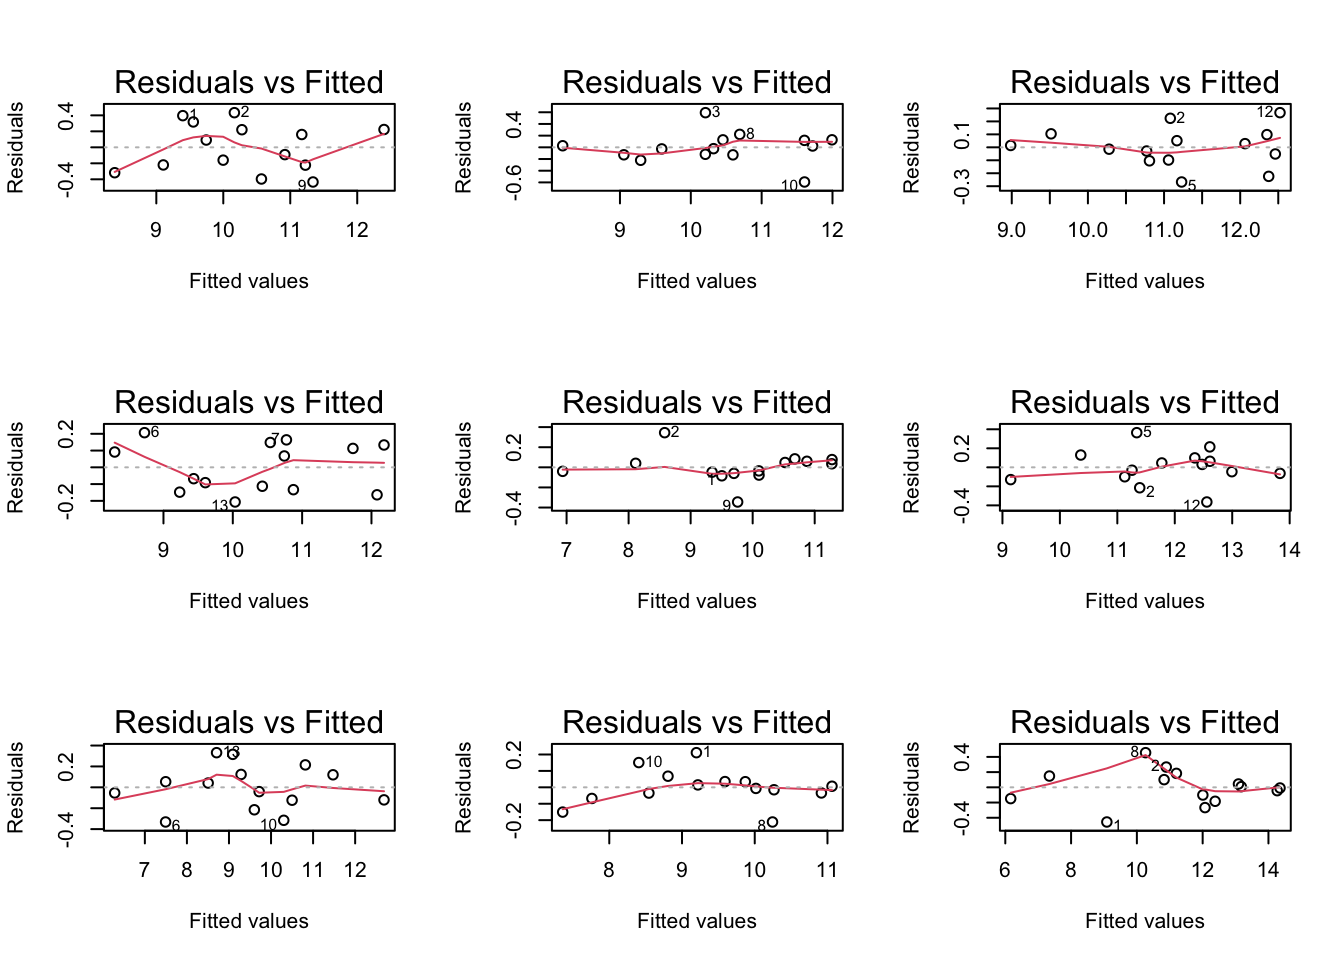 Residuals vs Fitted
Residuals
0.4
-0.4
1
2
9
9 10 11 12
Fitted values
Residuals vs Fitted
Residuals
0.4
-0.6
3
8
10
9 10 11 12
Fitted values
Residuals vs Fitted
Residuals
0.1
-0.3
2
12
5
9.0 10.0 11.0 12.0
Fitted values
Residuals vs Fitted
Residuals
0.2
-0.2
6
7
13
9 10 11 12
Fitted values
Residuals vs Fitted
Residuals
0.2
-0.4
2
1
9
7 8 9 10 11
Fitted values
Residuals vs Fitted
Residuals
0.2
-0.4
5
2
12
9 10 11 12 13 14
Fitted values
Residuals vs Fitted
Residuals
0.2
-0.4
13
6
10
7 8 9 10 11 12
Fitted values
Residuals vs Fitted
Residuals
0.2
-0.2
10
1
8
8 9 10 11
Fitted values
Residuals vs Fitted
Residuals
0.4
-0.4
8
2
1
6 8 10 12 14
Fitted values